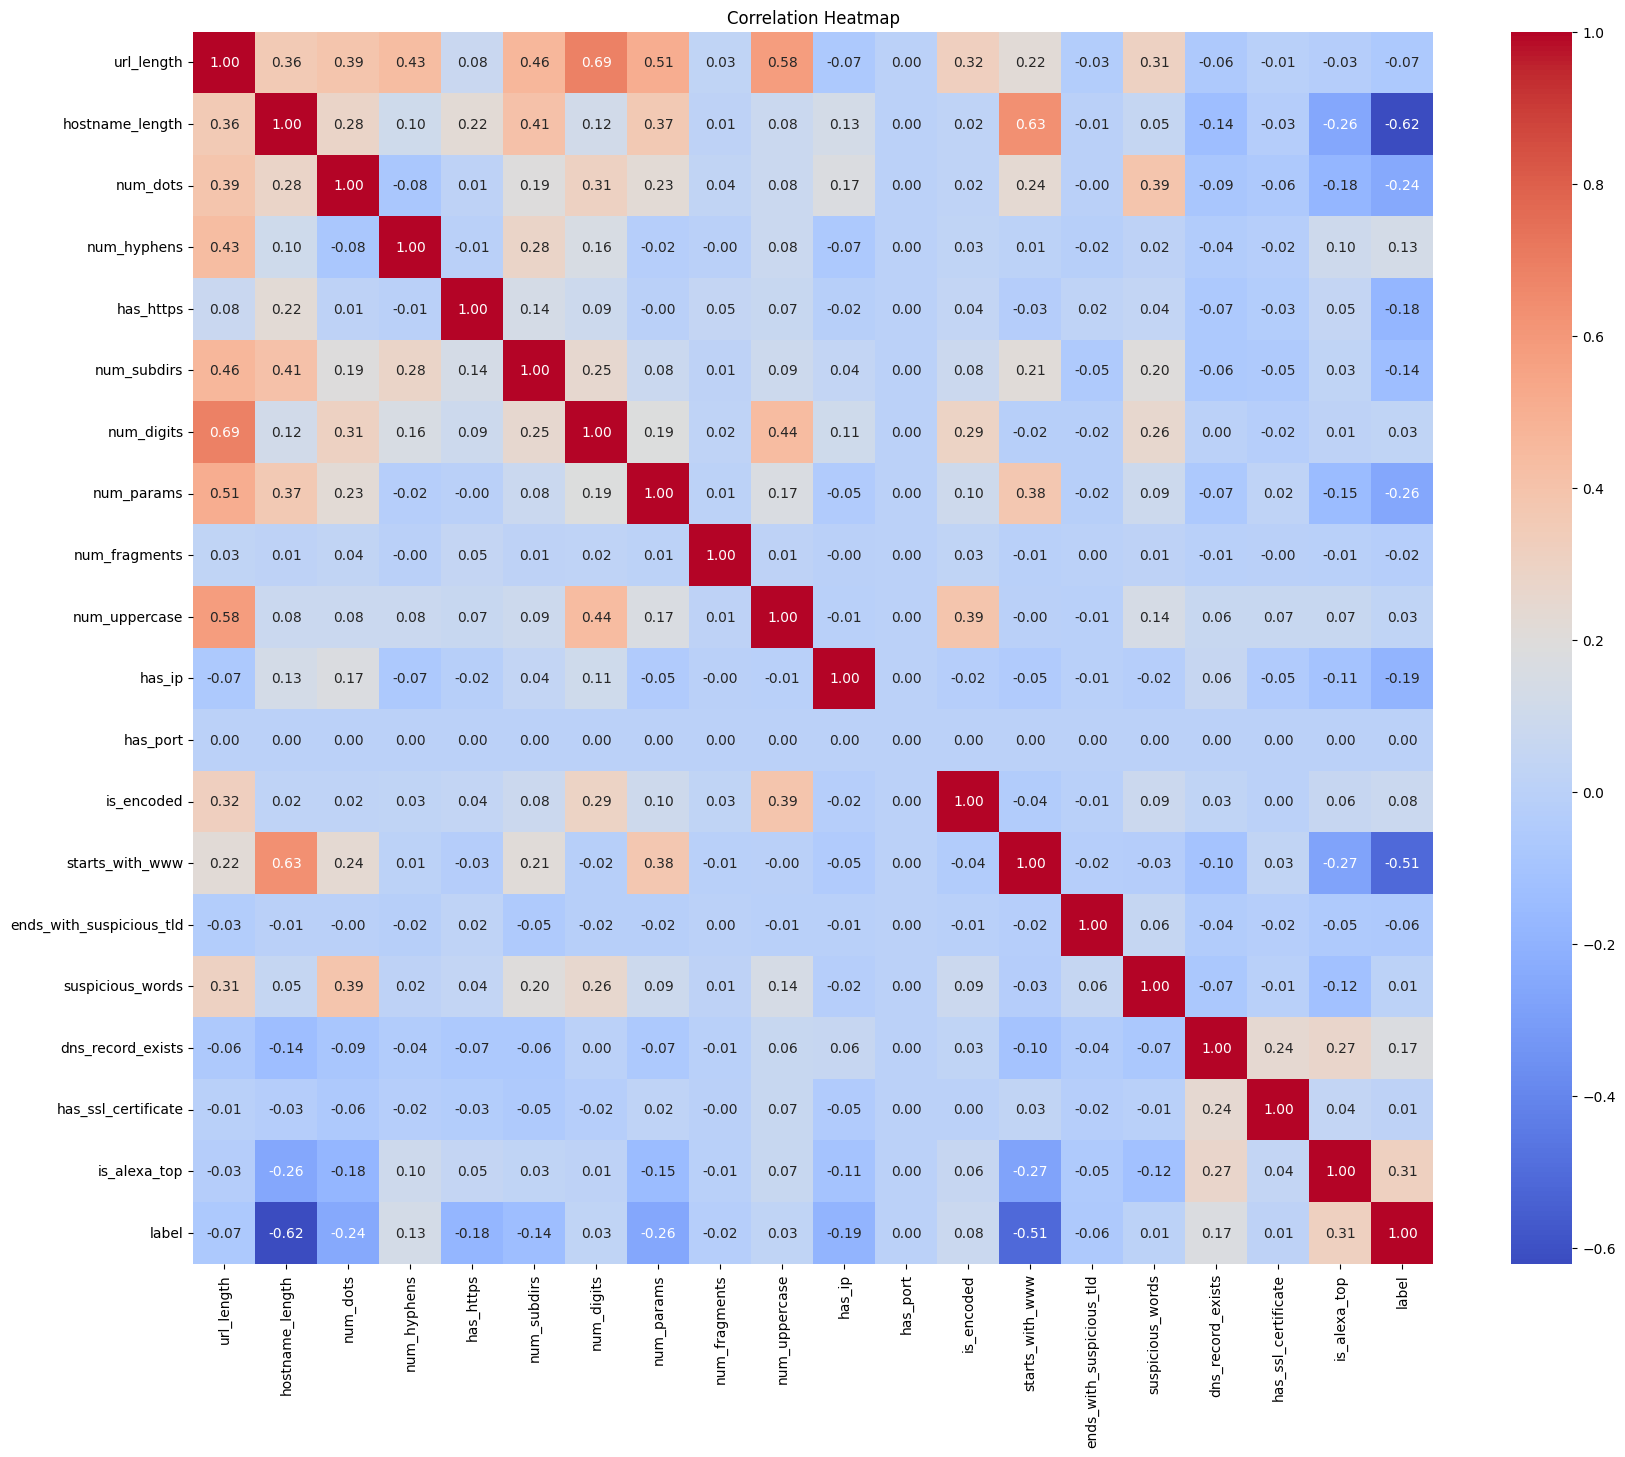 Correlation Heatmap
url_length 1.00 0.36 0.39 0.43 0.08 0.46 0.69 0.51 0.03 0.58 -0.07 0.00 0.32 0.22 -0.03 0.31 -0.06 -0.01 -0.03 -0.07
hostname_length 0.36 1.00 0.28 0.10 0.22 0.41 0.12 0.37 0.01 0.08 0.13 0.00 0.02 0.63 -0.01 0.05 -0.14 -0.03 -0.26 -0.62
num_dots 0.39 0.28 1.00 -0.08 0.01 0.19 0.31 0.23 0.04 0.08 0.17 0.00 0.02 0.24 -0.00 0.39 -0.09 -0.06 -0.18 -0.24
num_hyphens 0.43 0.10 -0.08 1.00 -0.01 0.28 0.16 -0.02 -0.00 0.08 -0.07 0.00 0.03 0.01 -0.02 0.02 -0.04 -0.02 0.10 0.13
has_https 0.08 0.22 0.01 -0.01 1.00 0.14 0.09 -0.00 0.05 0.07 -0.02 0.00 0.04 -0.03 0.02 0.04 -0.07 -0.03 0.05 -0.18
num_subdirs 0.46 0.41 0.19 0.28 0.14 1.00 0.25 0.08 0.01 0.09 0.04 0.00 0.08 0.21 -0.05 0.20 -0.06 -0.05 0.03 -0.14
num_digits 0.69 0.12 0.31 0.16 0.09 0.25 1.00 0.19 0.02 0.44 0.11 0.00 0.29 -0.02 -0.02 0.26 0.00 -0.02 0.01 0.03
num_params 0.51 0.37 0.23 -0.02 -0.00 0.08 0.19 1.00 0.01 0.17 -0.05 0.00 0.10 0.38 -0.02 0.09 -0.07 0.02 -0.15 -0.26
num_fragments 0.03 0.01 0.04 -0.00 0.05 0.01 0.02 0.01 1.00 0.01 -0.00 0.00 0.03 -0.01 0.00 0.01 -0.01 -0.00 -0.01 -0.02
num_uppercase 0.58 0.08 0.08 0.08 0.07 0.09 0.44 0.17 0.01 1.00 -0.01 0.00 0.39 -0.00 -0.01 0.14 0.06 0.07 0.07 0.03
has_ip -0.07 0.13 0.17 -0.07 -0.02 0.04 0.11 -0.05 -0.00 -0.01 1.00 0.00 -0.02 -0.05 -0.01 -0.02 0.06 -0.05 -0.11 -0.19
has_port 0.00 0.00 0.00 0.00 0.00 0.00 0.00 0.00 0.00 0.00 0.00 0.00 0.00 0.00 0.00 0.00 0.00 0.00 0.00 0.00
is_encoded 0.32 0.02 0.02 0.03 0.04 0.08 0.29 0.10 0.03 0.39 -0.02 0.00 1.00 -0.04 -0.01 0.09 0.03 0.00 0.06 0.08
starts_with_www 0.22 0.63 0.24 0.01 -0.03 0.21 -0.02 0.38 -0.01 -0.00 -0.05 0.00 -0.04 1.00 -0.02 -0.03 -0.10 0.03 -0.27 -0.51
ends_with_suspicious_tld -0.03 -0.01 -0.00 -0.02 0.02 -0.05 -0.02 -0.02 0.00 -0.01 -0.01 0.00 -0.01 -0.02 1.00 0.06 -0.04 -0.02 -0.05 -0.06
suspicious_words 0.31 0.05 0.39 0.02 0.04 0.20 0.26 0.09 0.01 0.14 -0.02 0.00 0.09 -0.03 0.06 1.00 -0.07 -0.01 -0.12 0.01
dns_record_exists -0.06 -0.14 -0.09 -0.04 -0.07 -0.06 0.00 -0.07 -0.01 0.06 0.06 0.00 0.03 -0.10 -0.04 -0.07 1.00 0.24 0.27 0.17
has_ssl_certificate -0.01 -0.03 -0.06 -0.02 -0.03 -0.05 -0.02 0.02 -0.00 0.07 -0.05 0.00 0.00 0.03 -0.02 -0.01 0.24 1.00 0.04 0.01
is_alexa_top -0.03 -0.26 -0.18 0.10 0.05 0.03 0.01 -0.15 -0.01 0.07 -0.11 0.00 0.06 -0.27 -0.05 -0.12 0.27 0.04 1.00 0.31
label -0.07 -0.62 -0.24 0.13 -0.18 -0.14 0.03 -0.26 -0.02 0.03 -0.19 0.00 0.08 -0.51 -0.06 0.01 0.17 0.01 0.31 1.00
url_length
hostname_length
num_dots
num_hyphens
has_https
num_subdirs
num_digits
num_params
num_fragments
num_uppercase
has_ip
has_port
is_encoded
starts_with_www
ends_with_suspicious_tld
suspicious_words
dns_record_exists
has_ssl_certificate
is_alexa_top
label
1.0
0.8
0.6
0.4
0.2
0.0
−0.2
−0.4
−0.6